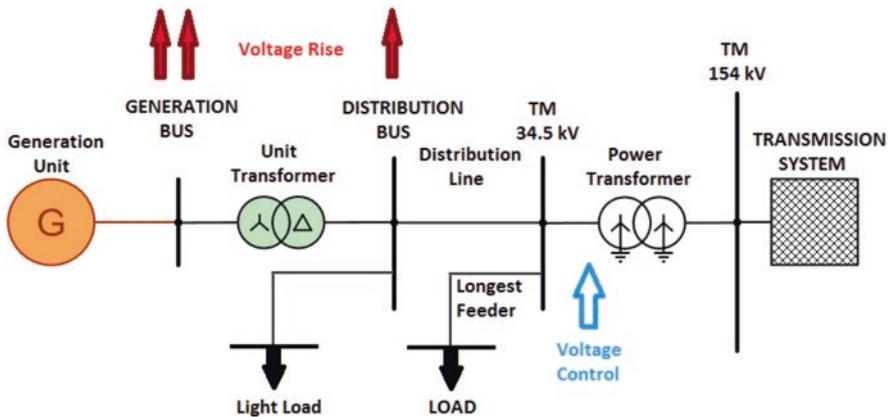 Voltage Rise
TM
154 kV
GENERATION
BUS
DISTRIBUTION
BUS
TM
34.5 kV
Generation
Unit
Unit
Transformer
Distribution
Line
Power
Transformer
TRANSMISSION
SYSTEM
G
Longest
Feeder
Voltage
Control
Light Load
LOAD